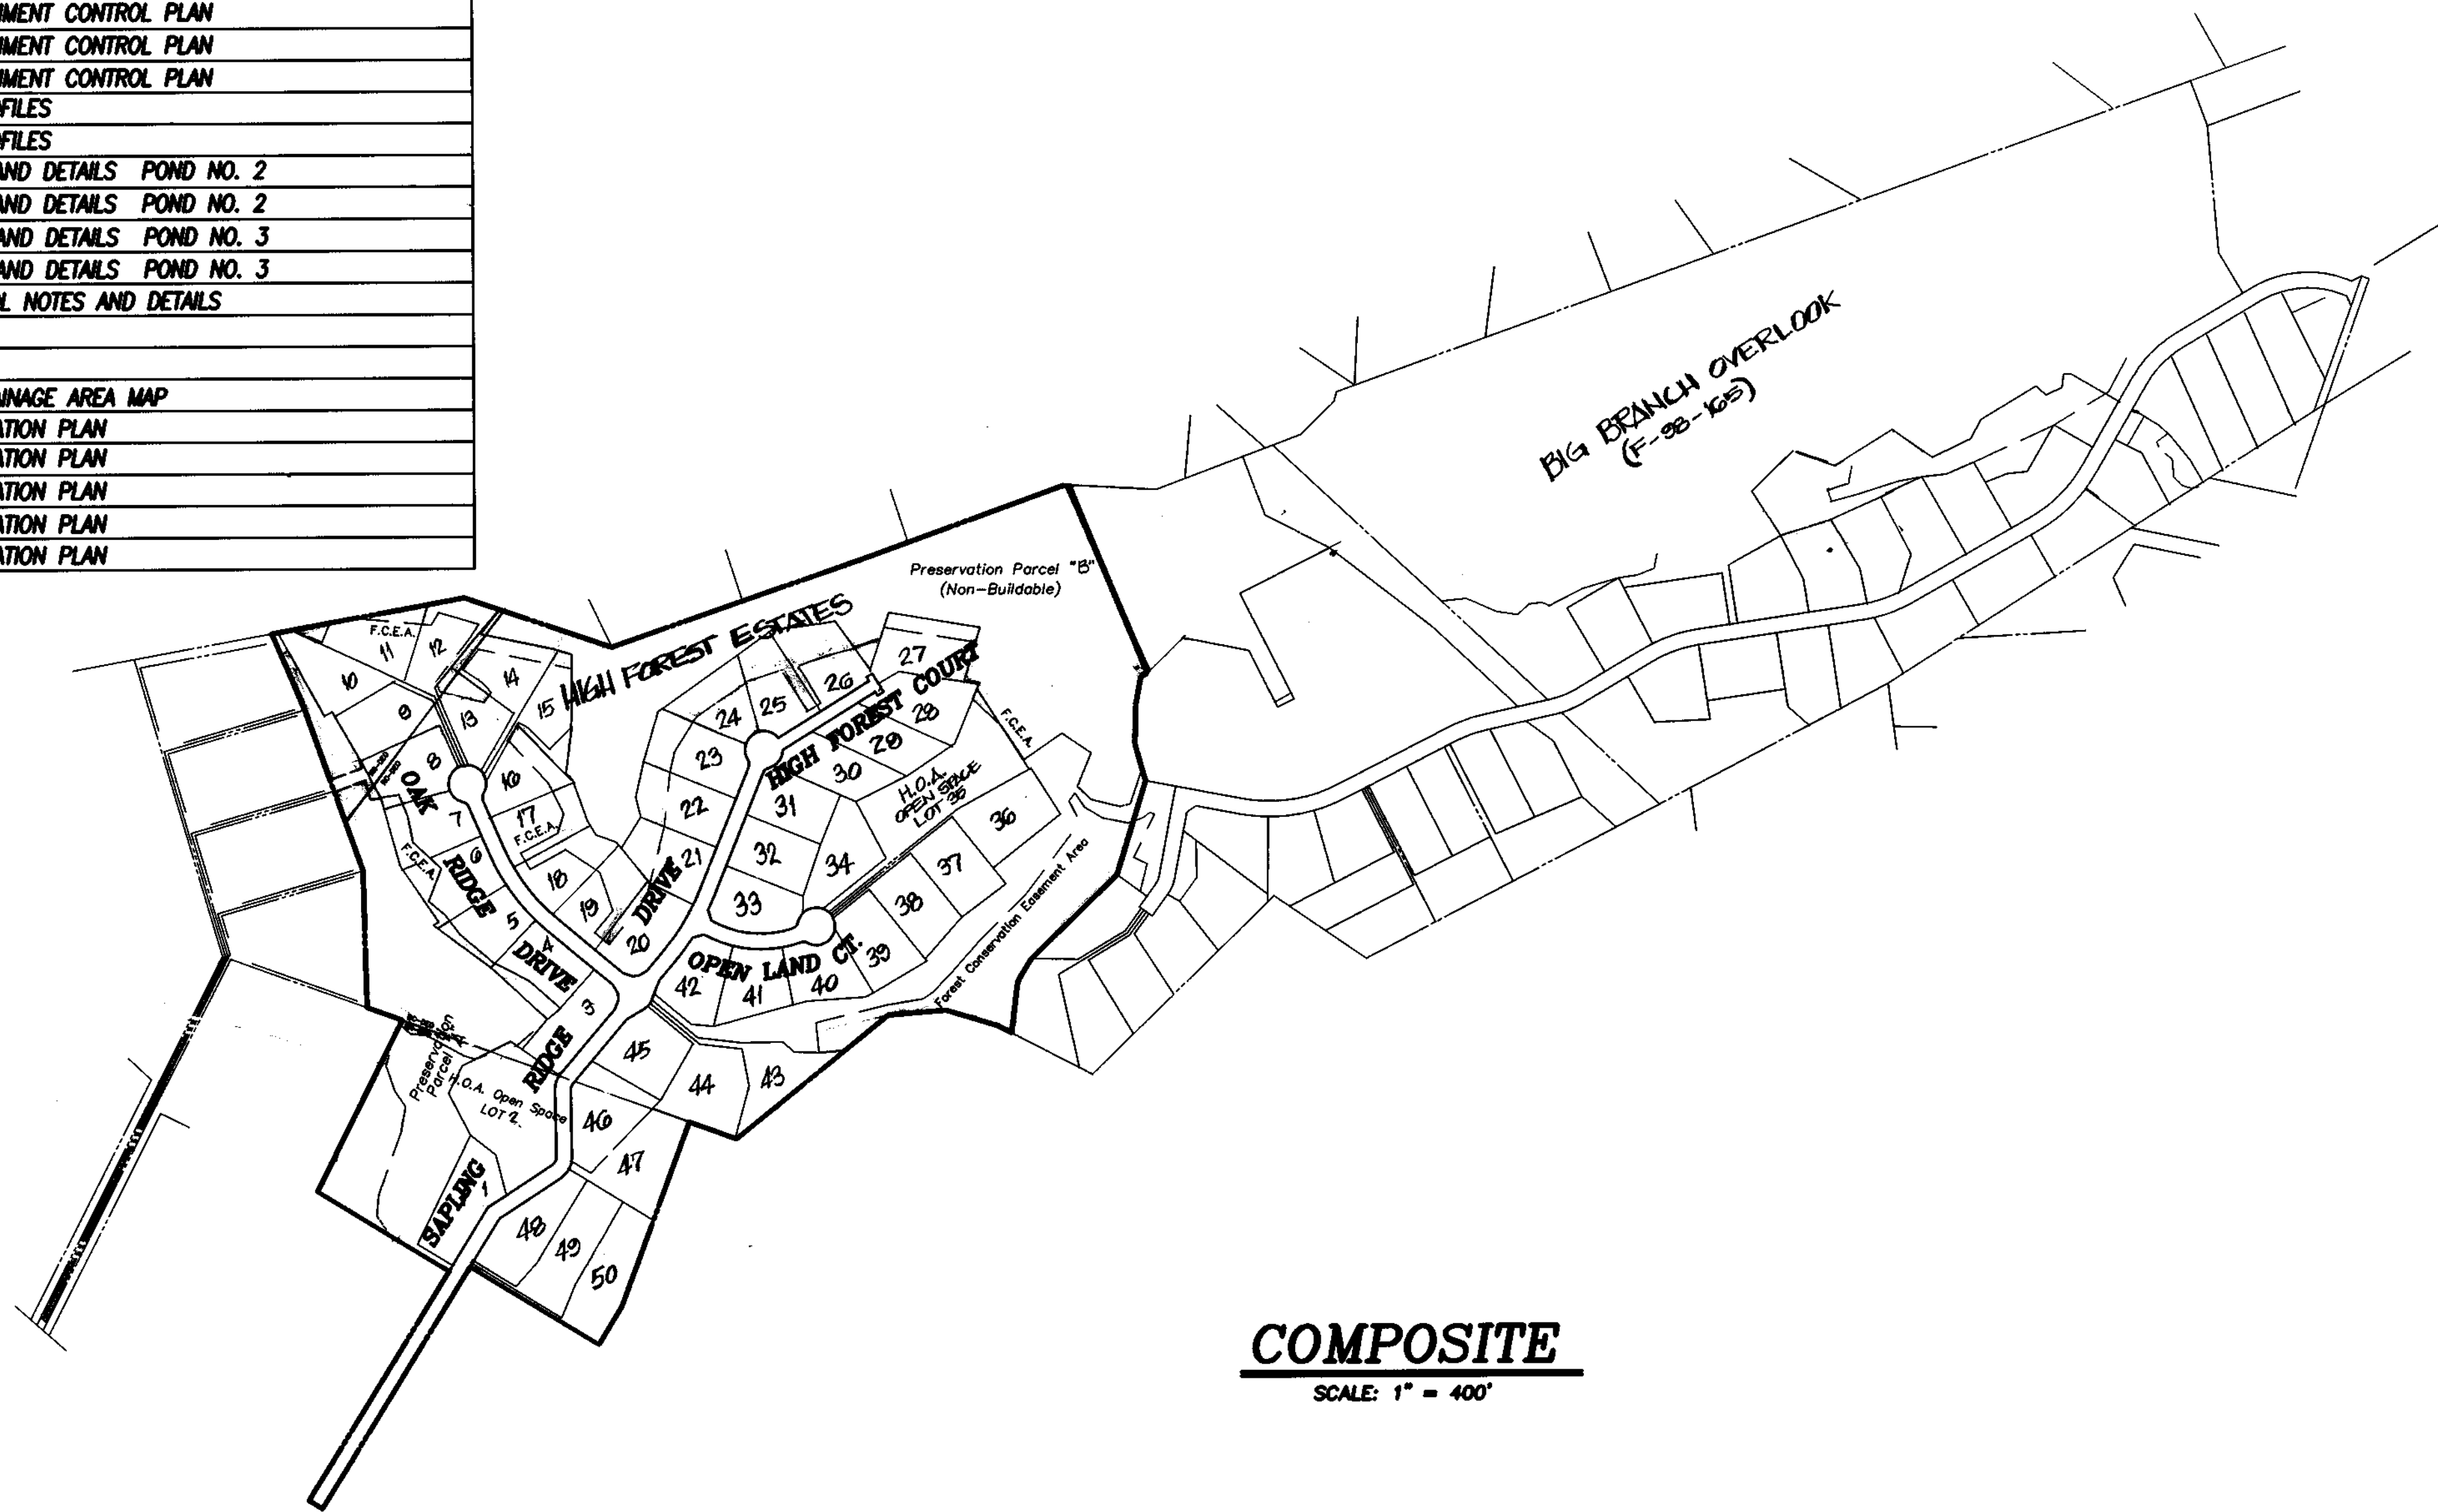 MENT CONTROL PLAN
MENT CONTROL PLAN
MENT CONTROL PLAN
FILES
FILES
AND DETAILS POND NO. 2
AND DETAILS POND NO. 2
AND DETAILS POND NO. 3
AND DETAILS POND NO. 3
L NOTES AND DETAILS
INAGE AREA MAP
ATION PLAN
ATION PLAN
ATION PLAN
ATION PLAN
ATION PLAN
BIG BRANCH OVERLOOK
(F-98-165)
Preservation Parcel "B"
(Non-Buildable)
HIGH FOREST ESTATES
F.C.E.A.
11
12
10
9
13
14
15
8
7
16
17
F.C.E.A.
F.C.E.A.
6
5
4
3
18
19
20
OAK
RIDGE
DRIVE
24
25
26
27
28
29
30
23
22
21
31
32
33
34
HIGH FOREST COURT
F.C.E.A.
H.O.A.
OPEN SPACE
LOT 35
36
37
38
39
40
41
42
OPEN LAND CT.
Forest Conservation Easement Area
SAPLING
RIDGE
DRIVE
Preservation
Parcel "A"
H.O.A. Open Space
LOT 2
1
45
44
43
46
47
48
49
50
COMPOSITE
SCALE: 1" = 400'